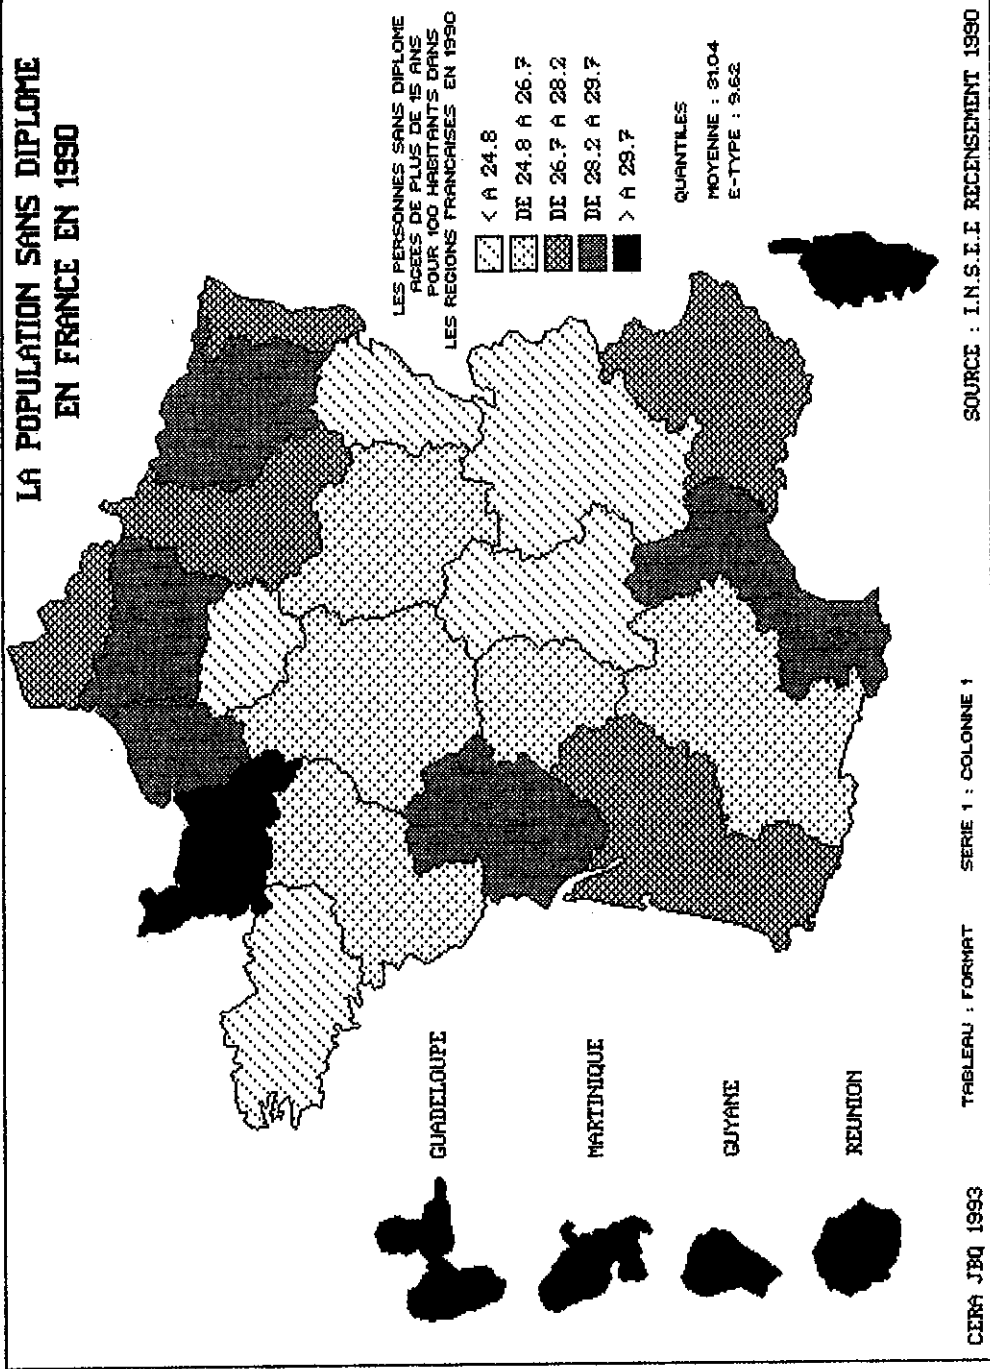 LA POPULATION SANS DIPLOME
EN FRANCE EN 1990
LES PERSONNES SANS DIPLOME
AGEES DE PLUS DE 15 ANS
POUR 100 HABITANTS DANS
LES REGIONS FRANCAISES EN 1990
< A 24.8
DE 24.8 A 26.7
DE 26.7 A 28.2
DE 28.2 A 29.7
> A 29.7
QUANTILES
MOYENNE : 31.04
E-TYPE : 9.62
GUADELOUPE
MARTINIQUE
GUYANE
REUNION
CERA JBQ 1993
TABLEAU : FORMAT
SERIE 1 : COLONNE 1
SOURCE : I.N.S.E.E RECENSEMENT 1990